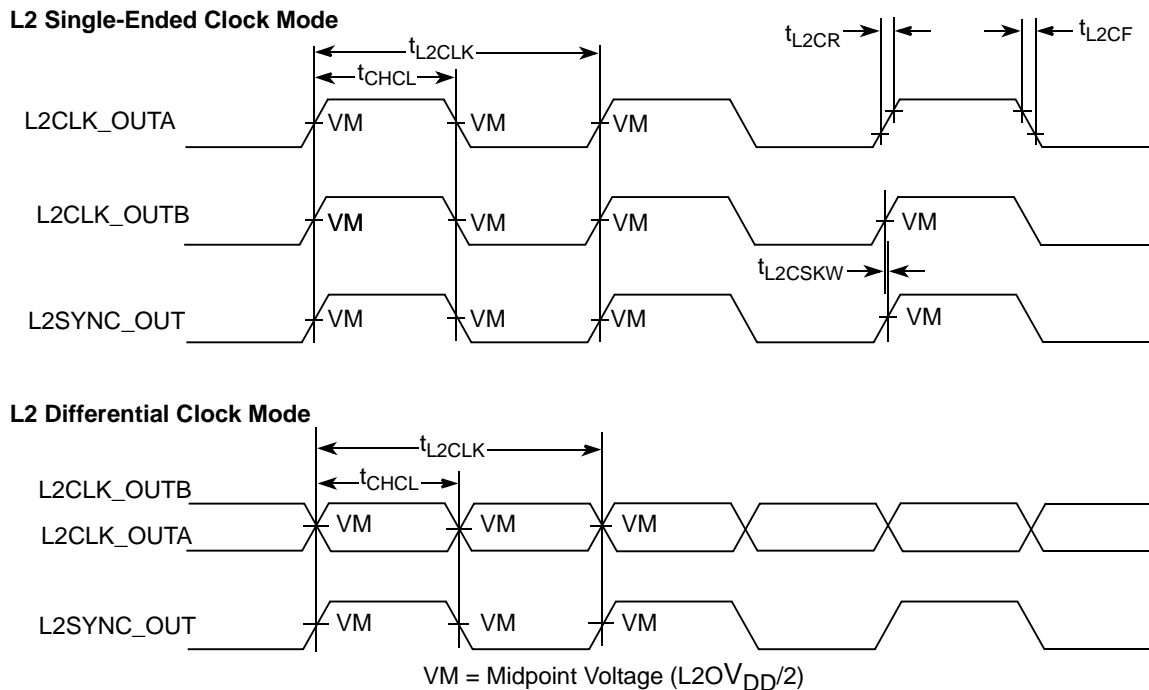 L2 Single-Ended Clock Mode
tL2CLK
tL2CR
tL2CF
tCHCL
L2CLK_OUTA
VM VM VM
L2CLK_OUTB
VM VM VM VM
tL2CSKW
L2SYNC_OUT
VM VM VM VM
L2 Differential Clock Mode
tL2CLK
tCHCL
L2CLK_OUTB
VM VM VM
L2CLK_OUTA
L2SYNC_OUT
VM VM VM
VM = Midpoint Voltage (L2OVDD/2)